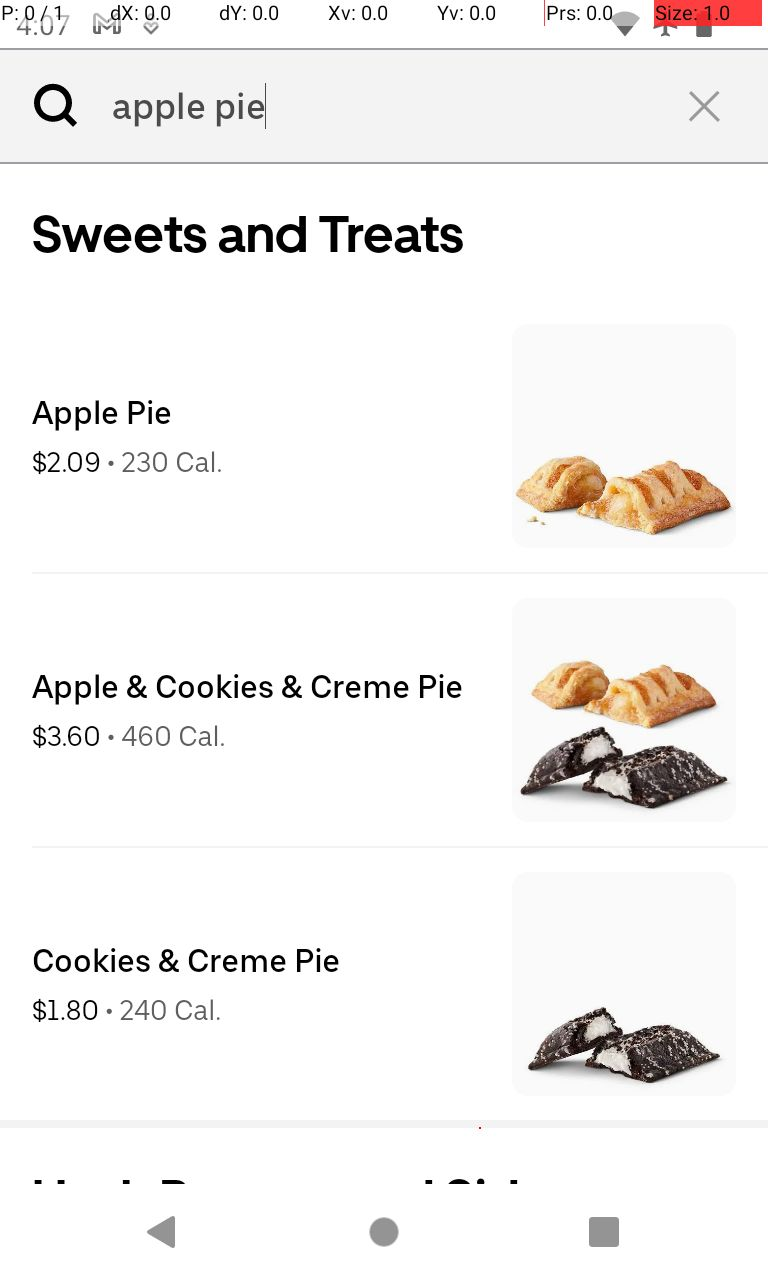 P: 0 / 1 dX: 0.0 dY: 0.0 Xv: 0.0 Yv: 0.0 Prs: 0.0 Size: 1.0
4:07
apple pie
Sweets and Treats
Apple Pie
$2.09 • 230 Cal.
Apple & Cookies & Creme Pie
$3.60 • 460 Cal.
Cookies & Creme Pie
$1.80 • 240 Cal.